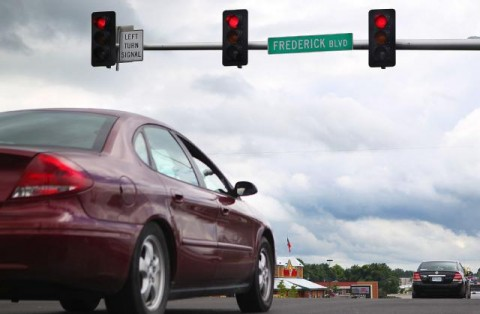 LEFT
TURN
SIGNAL
FREDERICK BLVD